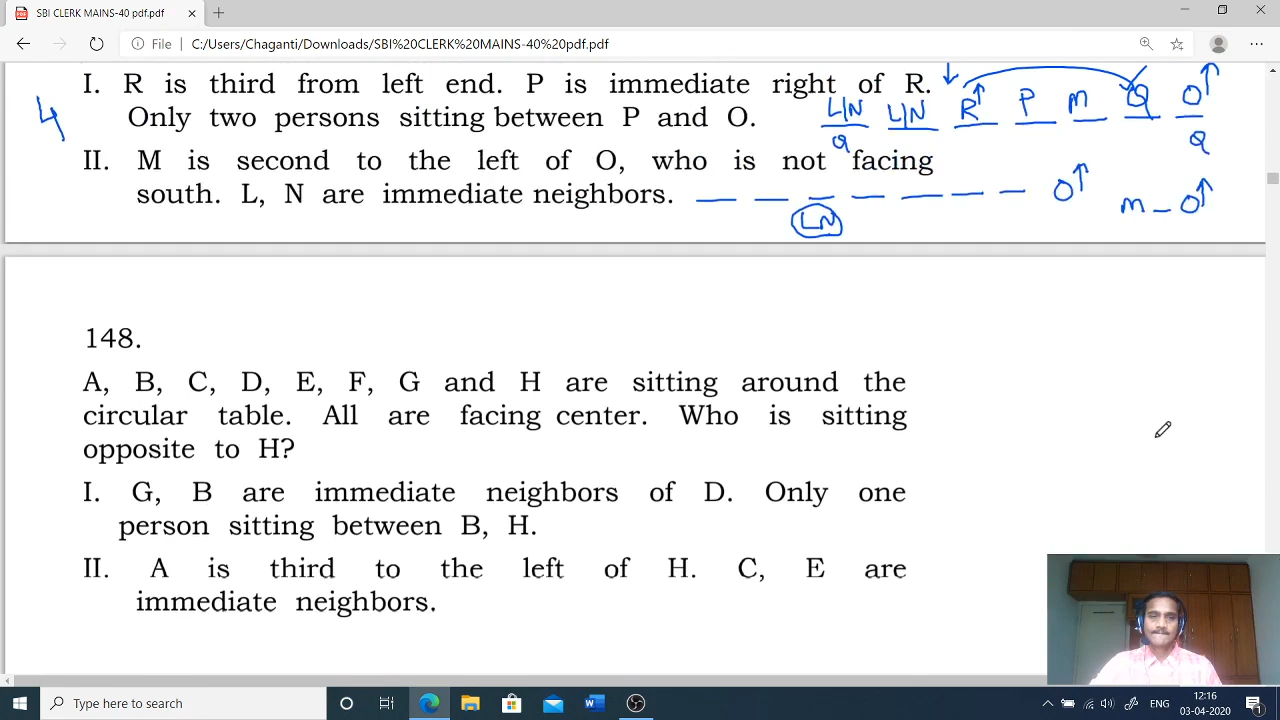 SBI CLERK MAINS-40 pdf.pdf
File C:/Users/Chaganti/Downloads/SBI%20CLERK%20MAINS-40%20pdf.pdf
I. R is third from left end. P is immediate right of R.
Only two persons sitting between P and O.
II. M is second to the left of O, who is not facing
south. L, N are immediate neighbors.
4
L/N L/N R P M Q O
Q Q
O M _ O
LN
148.
A, B, C, D, E, F, G and H are sitting around the
circular table. All are facing center. Who is sitting
opposite to H?
I. G, B are immediate neighbors of D. Only one
person sitting between B, H.
II. A is third to the left of H. C, E are
immediate neighbors.
Type here to search
ENG
12:16
03-04-2020